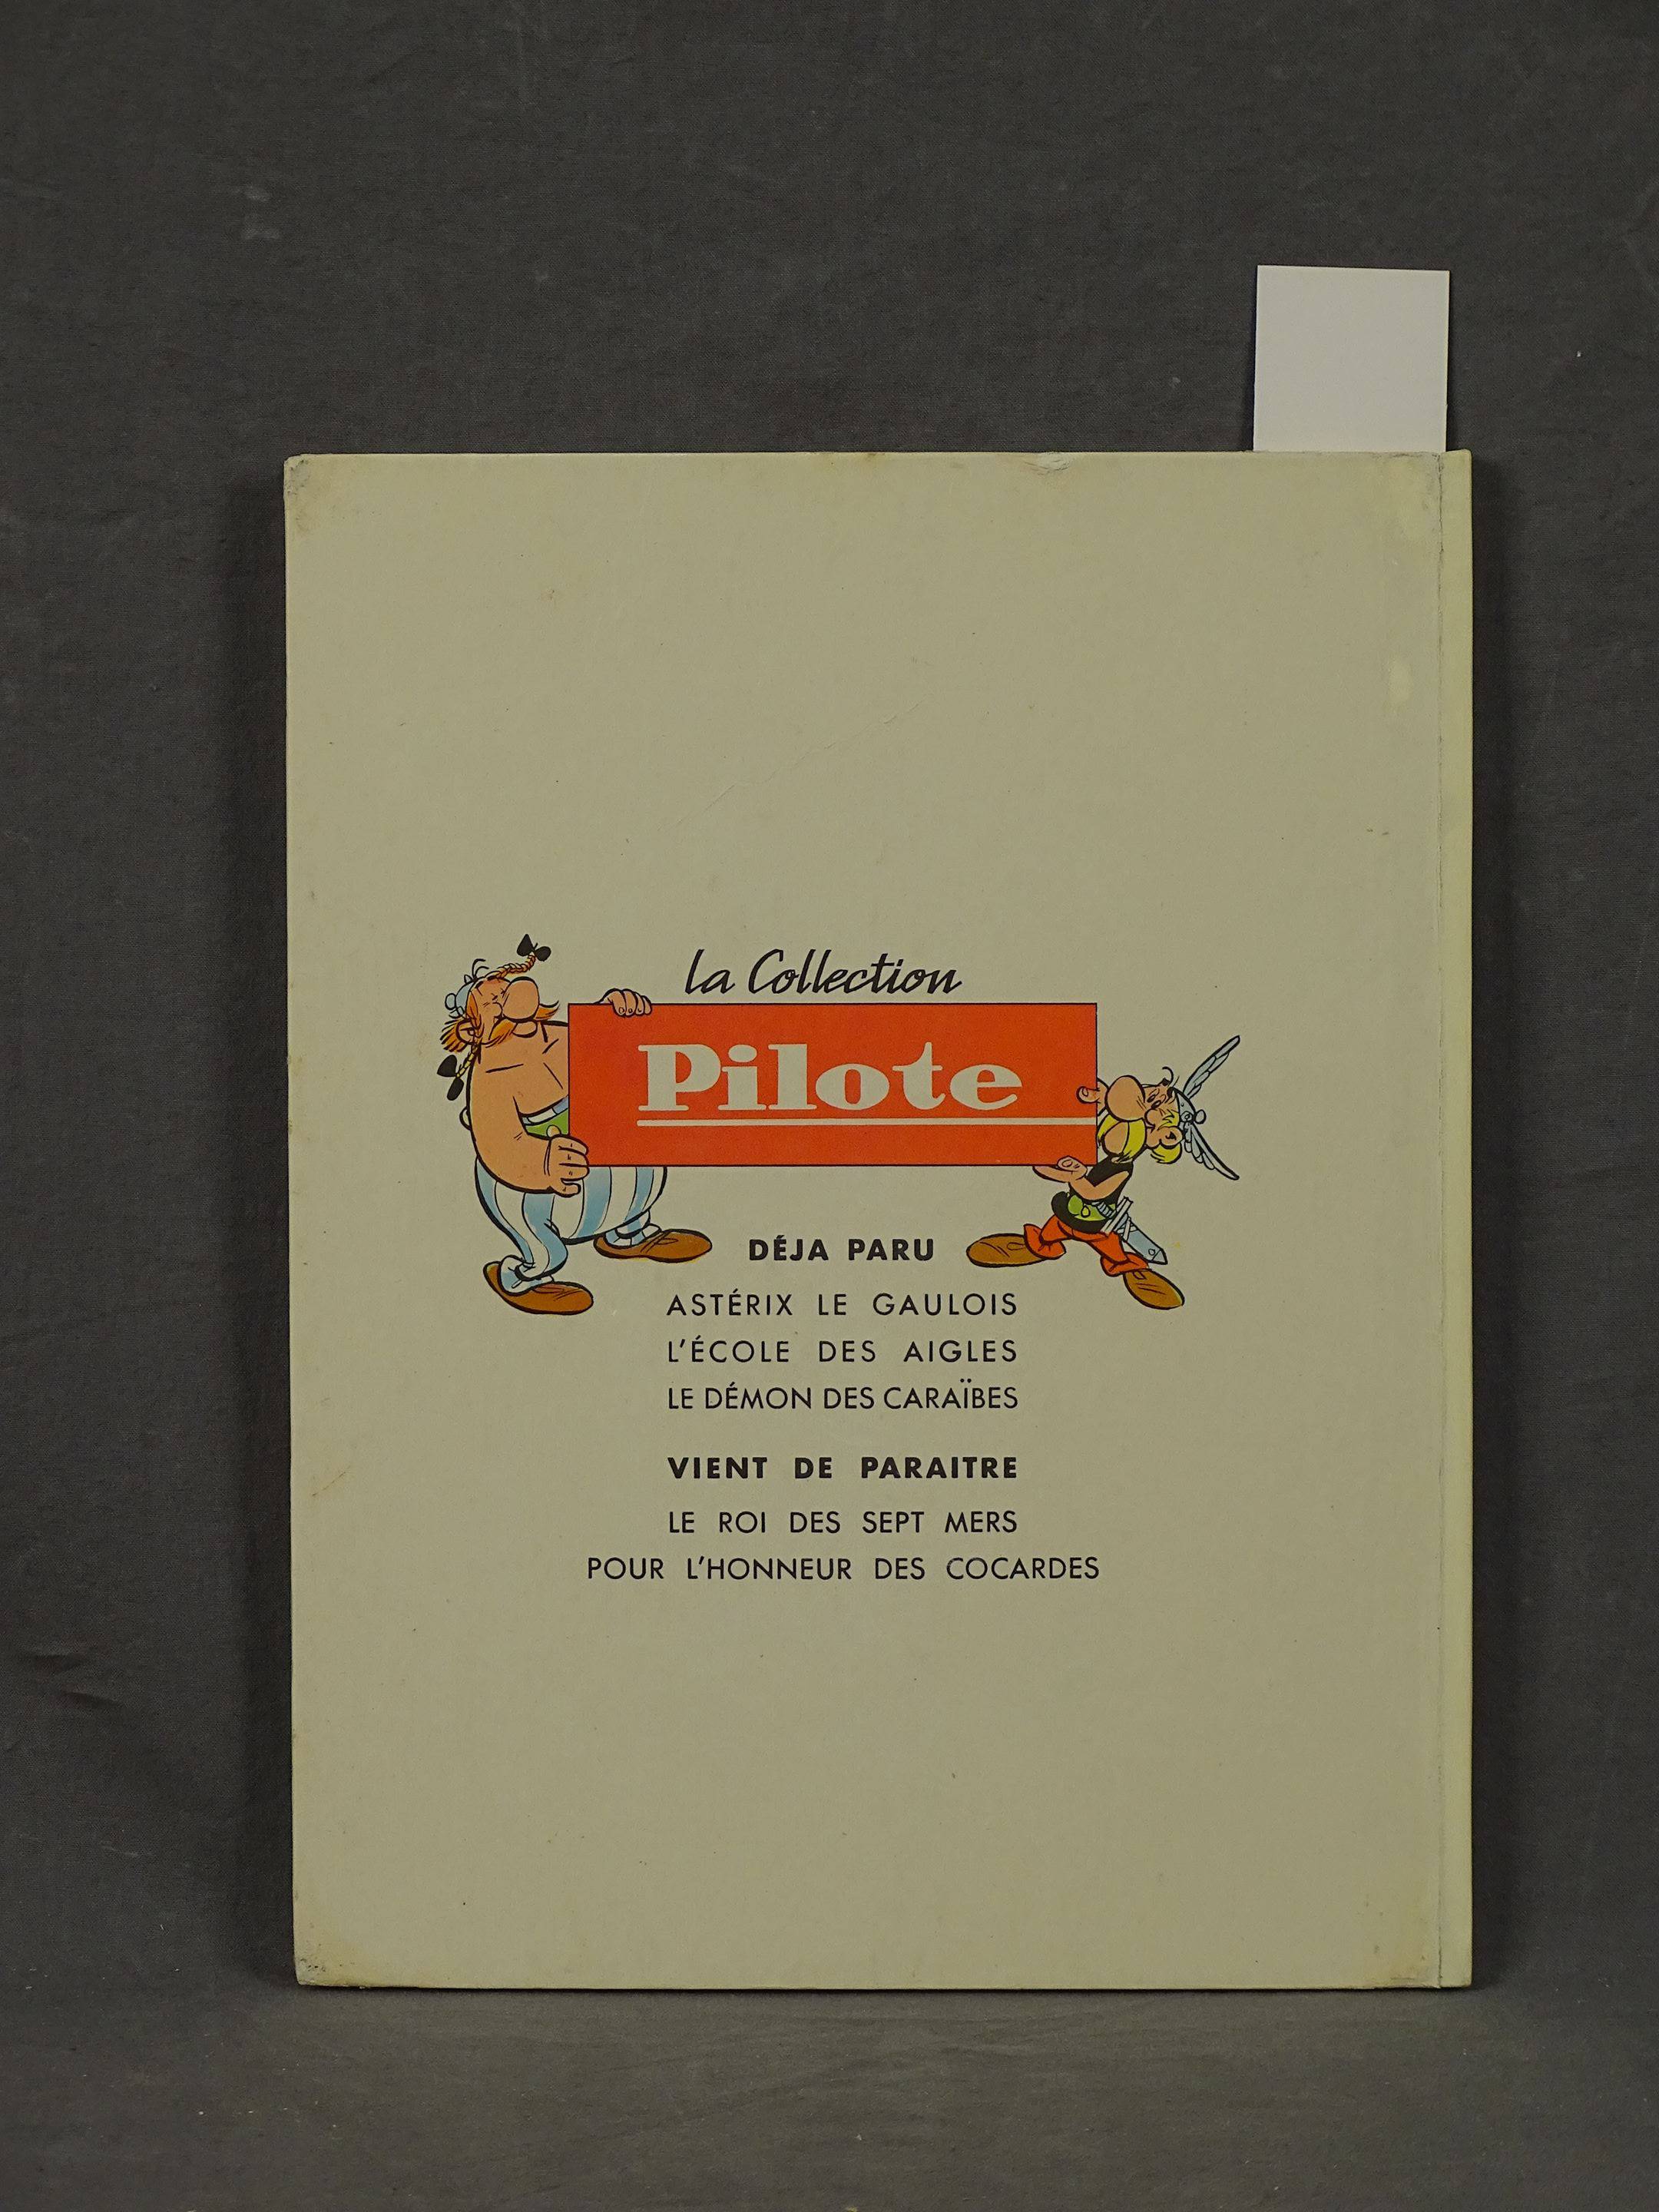 la Collection
Pilote
DÉJA PARU
ASTÉRIX LE GAULOIS
L'ÉCOLE DES AIGLES
LE DÉMON DES CARAÏBES
VIENT DE PARAITRE
LE ROI DES SEPT MERS
POUR L'HONNEUR DES COCARDES